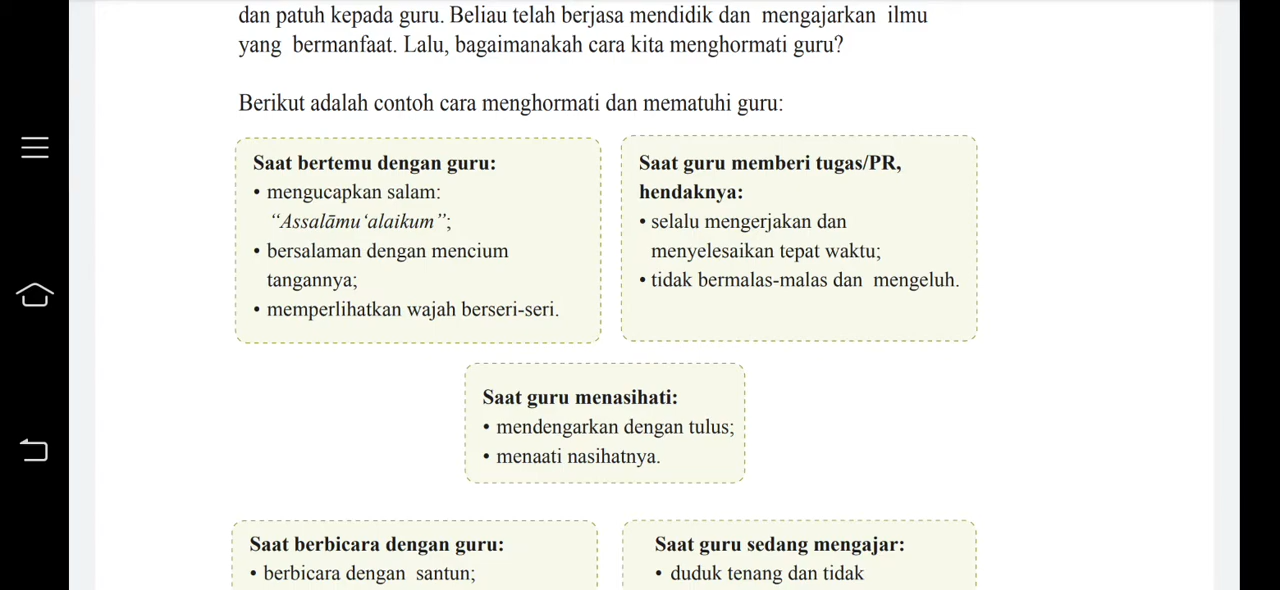 dan patuh kepada guru. Beliau telah berjasa mendidik dan mengajarkan ilmu
yang bermanfaat. Lalu, bagaimanakah cara kita menghormati guru?
Berikut adalah contoh cara menghormati dan mematuhi guru:
Saat bertemu dengan guru:
• mengucapkan salam:
“Assalāmu‘alaikum”;
• bersalaman dengan mencium
tangannya;
• memperlihatkan wajah berseri-seri.
Saat guru memberi tugas/PR,
hendaknya:
• selalu mengerjakan dan
menyelesaikan tepat waktu;
• tidak bermalas-malas dan mengeluh.
Saat guru menasihati:
• mendengarkan dengan tulus;
• menaati nasihatnya.
Saat berbicara dengan guru:
• berbicara dengan santun;
Saat guru sedang mengajar:
• duduk tenang dan tidak